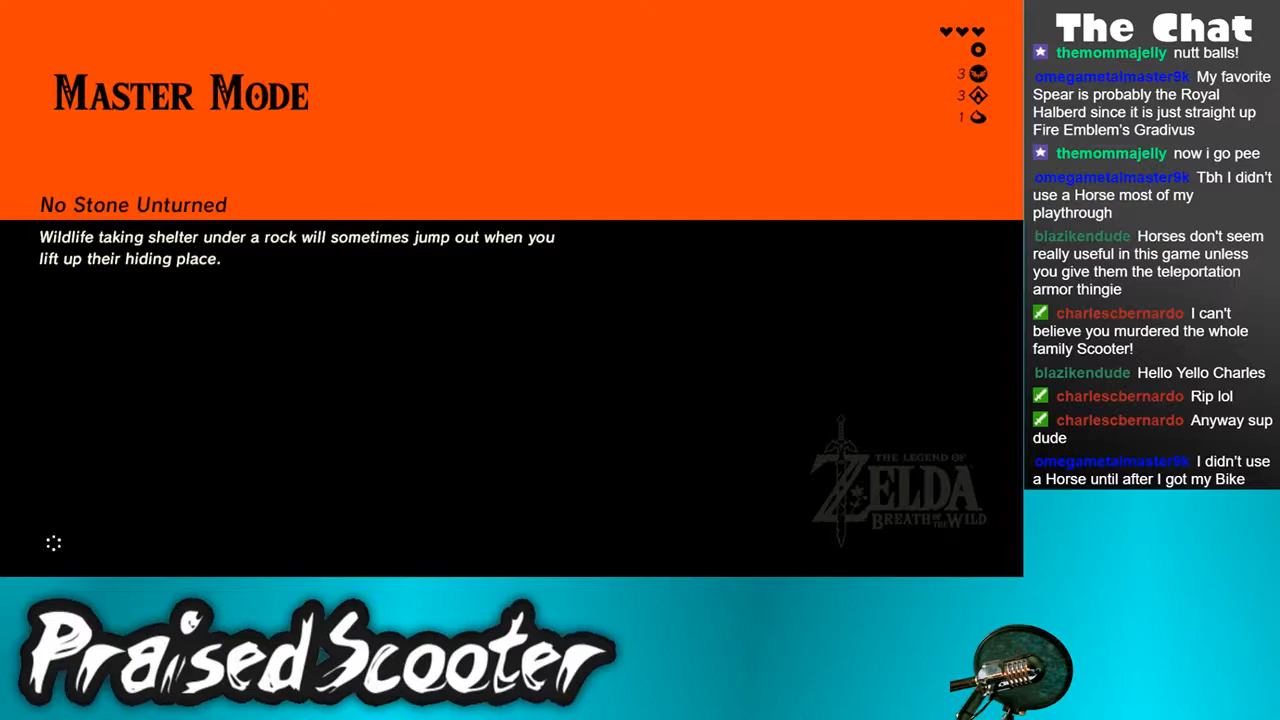 Master Mode
3
3
1
No Stone Unturned
Wildlife taking shelter under a rock will sometimes jump out when you
lift up their hiding place.
THE LEGEND OF
ZELDA
BREATH OF THE WILD
The Chat
themommajelly nutt balls!
omegametalmaster9k My favorite
Spear is probably the Royal
Halberd since it is just straight up
Fire Emblem's Gradivus
themommajelly now i go pee
omegametalmaster9k Tbh I didn't
use a Horse most of my
playthrough
blazikendude Horses don't seem
really useful in this game unless
you give them the teleportation
armor thingie
charlescbernardo I can't
believe you murdered the whole
family Scooter!
blazikendude Hello Yello Charles
charlescbernardo Rip lol
charlescbernardo Anyway sup
dude
omegametalmaster9k I didn't use
a Horse until after I got my Bike
PraisedScooter